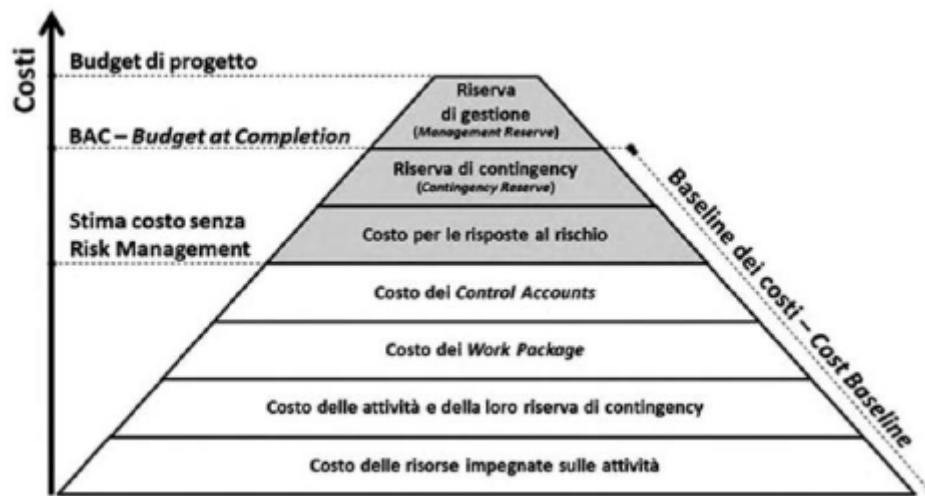 Costi
Budget di progetto
Riserva
di gestione
(Management Reserve)
BAC – Budget at Completion
Riserva di contingency
(Contingency Reserve)
Stima costo senza
Risk Management
Costo per le risposte al rischio
Costo dei Control Accounts
Costo dei Work Package
Costo delle attività e della loro riserva di contingency
Costo delle risorse impegnate sulle attività
Baseline dei costi – Cost Baseline